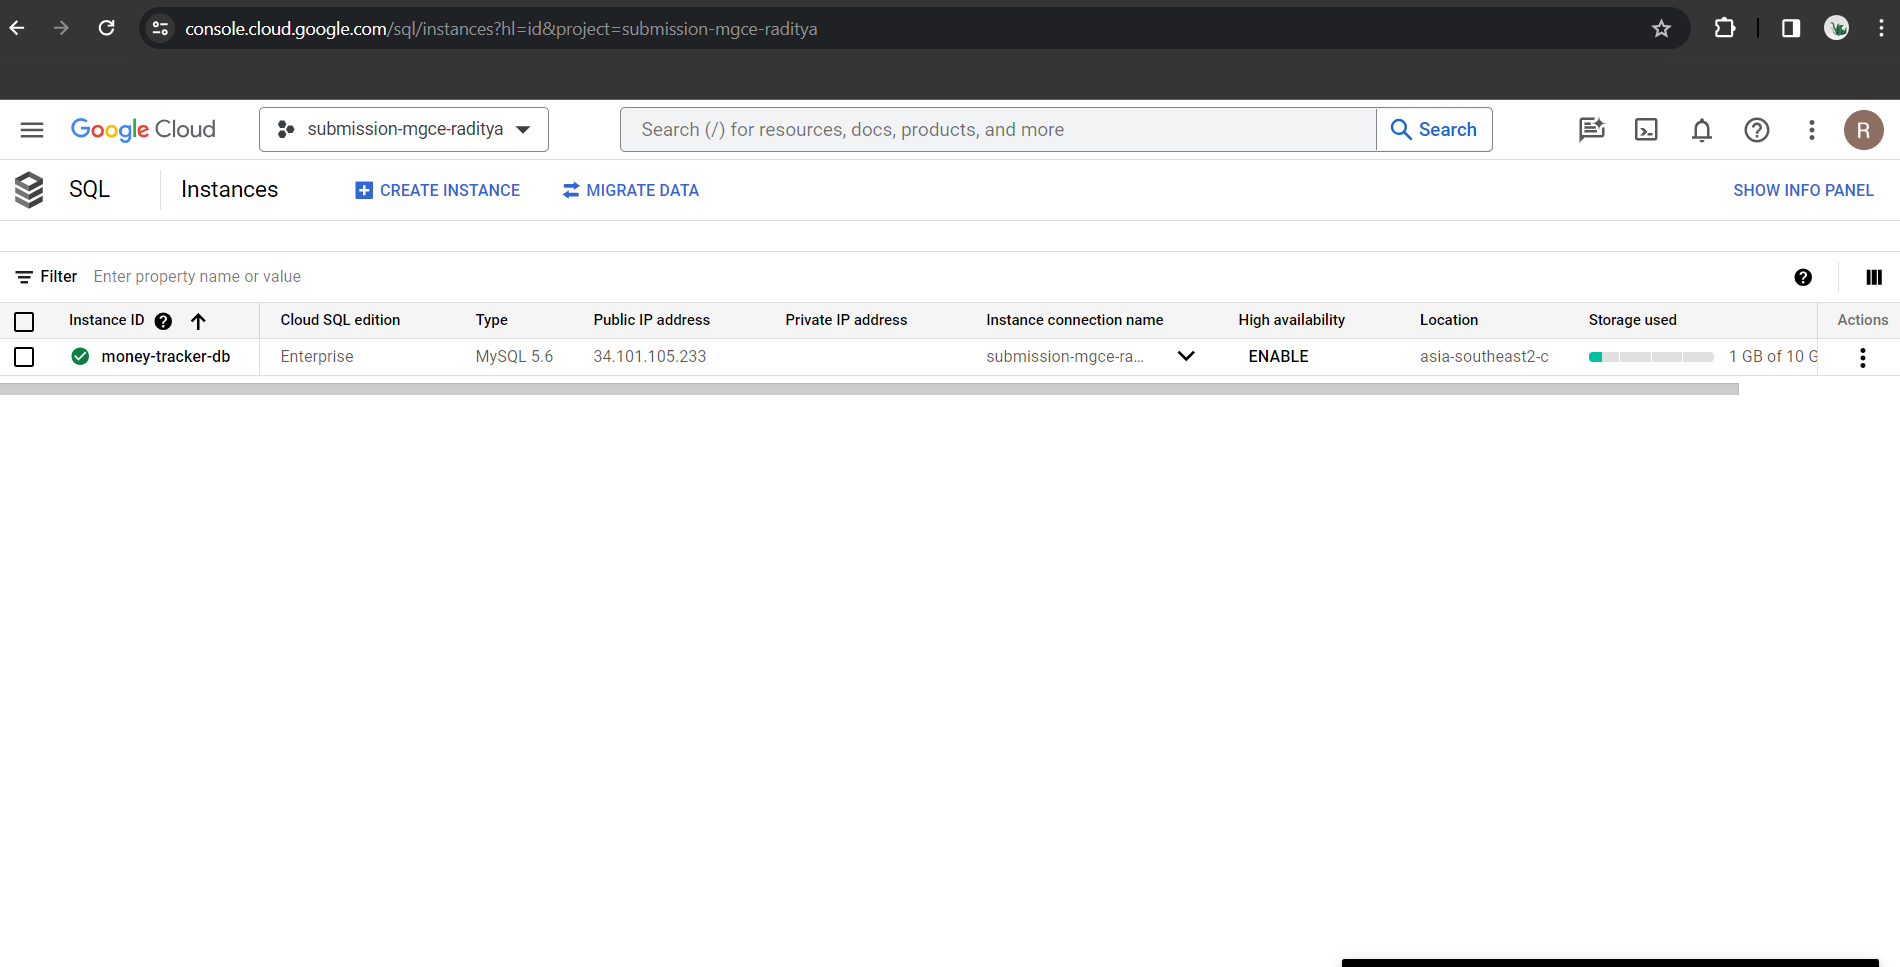 console.cloud.google.com/sql/instances?hl=id&project=submission-mgce-raditya
Google Cloud
submission-mgce-raditya
Search (/) for resources, docs, products, and more
Search
R
SQL
Instances
CREATE INSTANCE
MIGRATE DATA
SHOW INFO PANEL
Filter
Enter property name or value
Instance ID
Cloud SQL edition
Type
Public IP address
Private IP address
Instance connection name
High availability
Location
Storage used
Actions
money-tracker-db
Enterprise
MySQL 5.6
34.101.105.233
submission-mgce-ra...
ENABLE
asia-southeast2-c
1 GB of 10 G